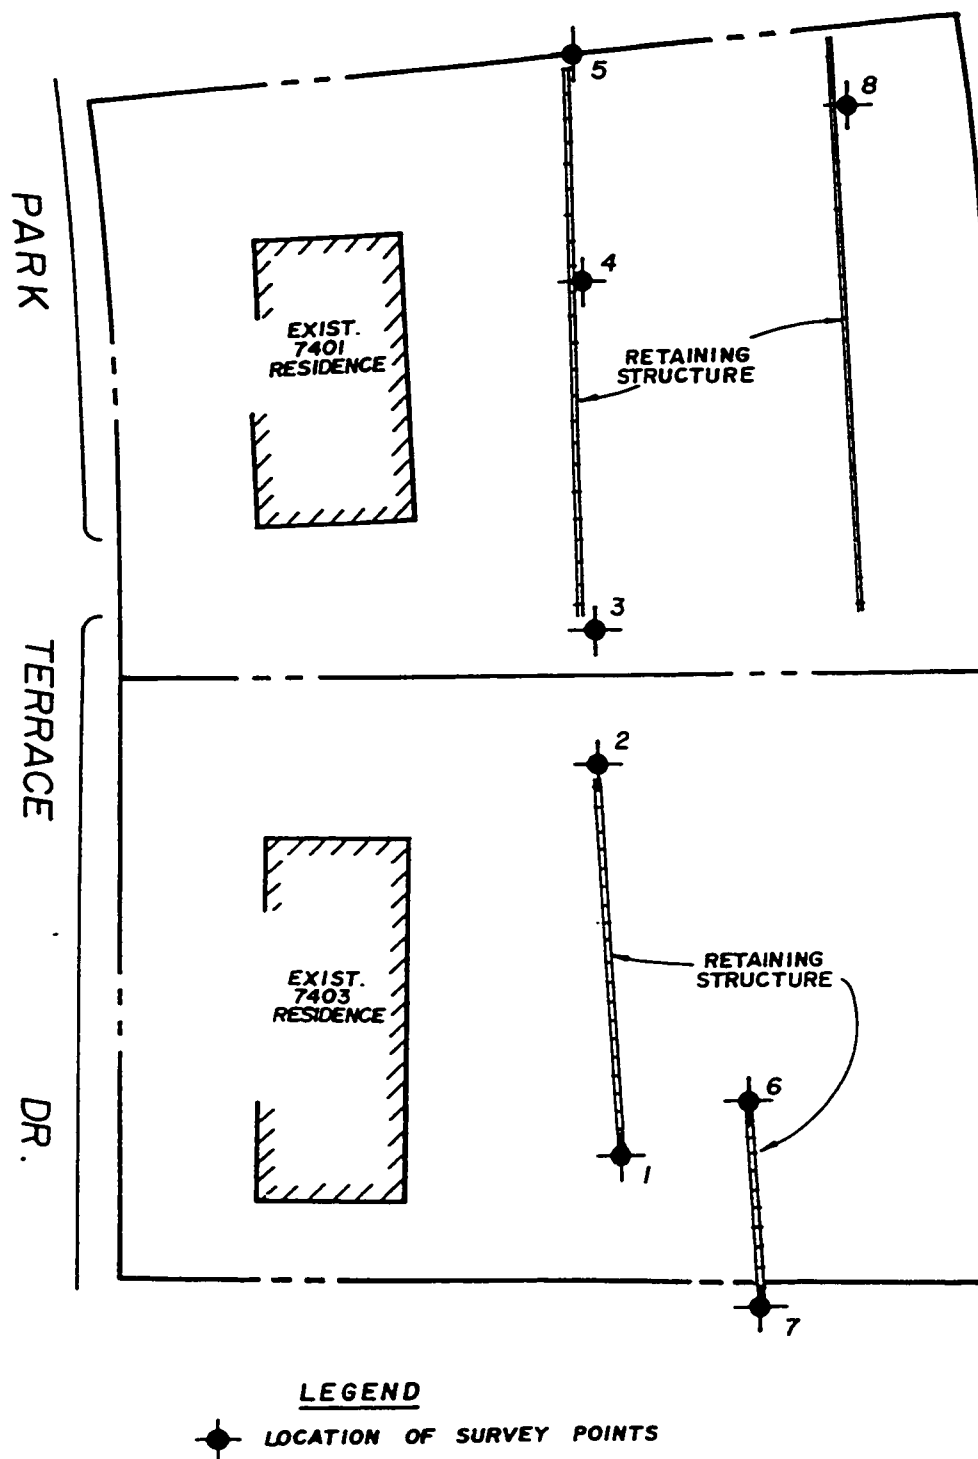 5
8
PARK
4
EXIST.
7401
RESIDENCE
RETAINING
STRUCTURE
3
TERRACE
2
EXIST.
7403
RESIDENCE
RETAINING
STRUCTURE
6
DR.
1
7
LEGEND
LOCATION OF SURVEY POINTS